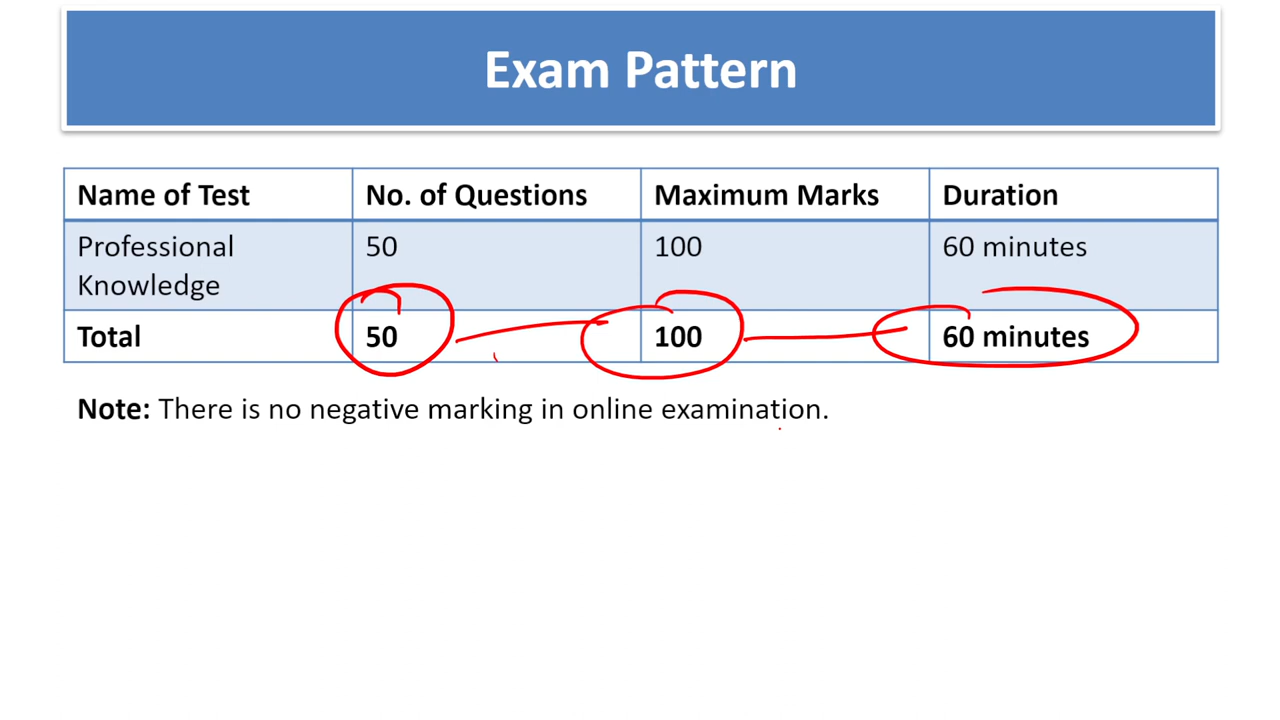 Exam Pattern
Name of Test No. of Questions Maximum Marks Duration
Professional Knowledge 50 100 60 minutes
Total 50 100 60 minutes
Note: There is no negative marking in online examination.